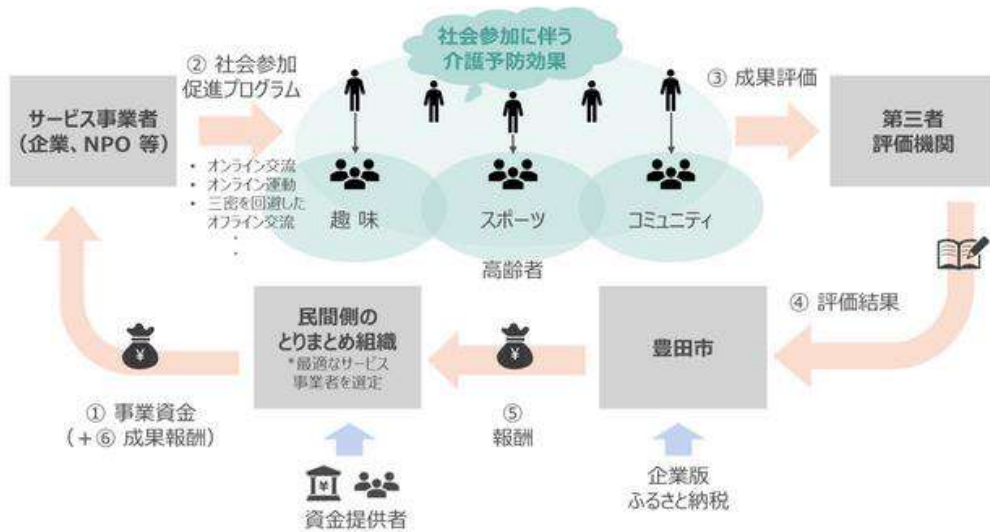 社会参加に伴う
介護予防効果
② 社会参加
促進プログラム
③ 成果評価
サービス事業者
（企業、NPO 等）
第三者
評価機関
• オンライン交流
• オンライン運動
• 三密を回避した
オフライン交流
・
・
趣 味
スポーツ
コミュニティ
高齢者
④ 評価結果
民間側の
とりまとめ組織
*最適なサービス
事業者を選定
豊田市
¥
¥
① 事業資金
（+⑥ 成果報酬）
⑤
報酬
¥
資金提供者
企業版
ふるさと納税